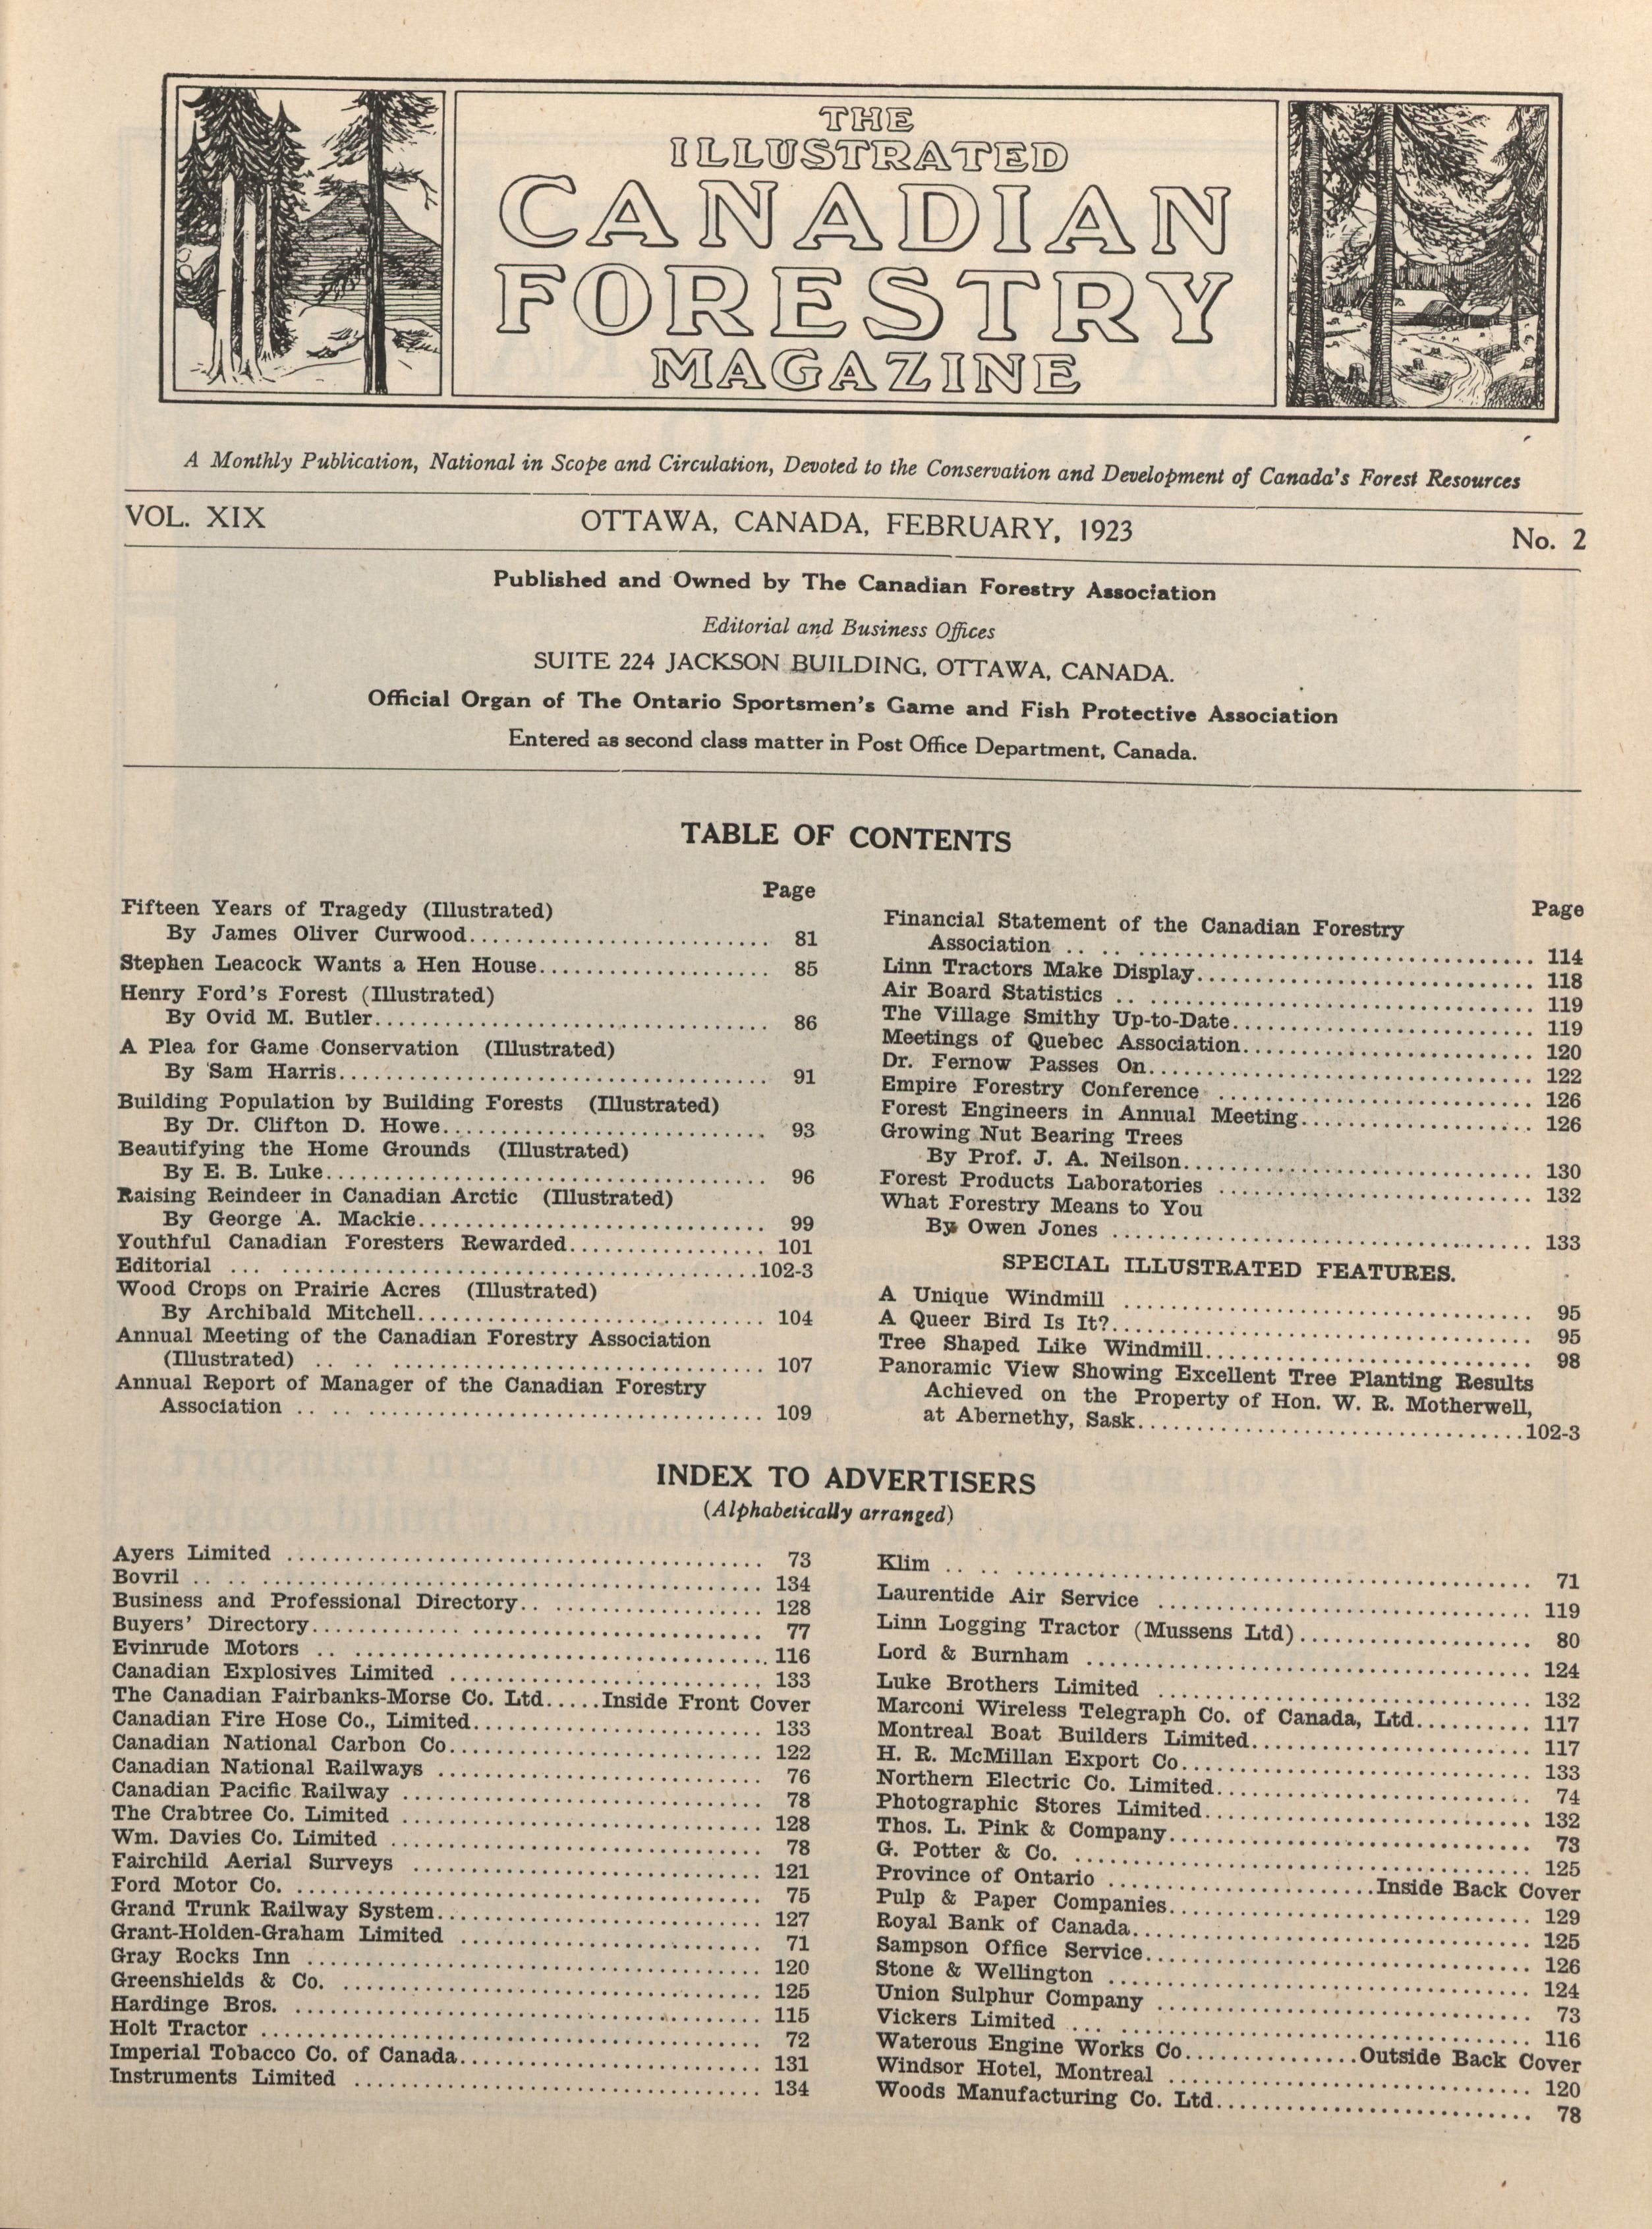 THE
ILLUSTRATED
CANADIAN
FORESTRY
MAGAZINE
A Monthly Publication, National in Scope and Circulation, Devoted to the Conservation and Development of Canada's Forest Resources
VOL. XIX OTTAWA, CANADA, FEBRUARY, 1923 No. 2
Published and Owned by The Canadian Forestry Association
Editorial and Business Offices
SUITE 224 JACKSON BUILDING, OTTAWA, CANADA.
Official Organ of The Ontario Sportsmen's Game and Fish Protective Association
Entered as second class matter in Post Office Department, Canada.
TABLE OF CONTENTS
Page
Fifteen Years of Tragedy (Illustrated)
By James Oliver Curwood.......................... 81
Stephen Leacock Wants a Hen House.................... 85
Henry Ford's Forest (Illustrated)
By Ovid M. Butler.................................. 86
A Plea for Game Conservation (Illustrated)
By Sam Harris..................................... 91
Building Population by Building Forests (Illustrated)
By Dr. Clifton D. Howe............................ 93
Beautifying the Home Grounds (Illustrated)
By E. B. Luke...................................... 96
Raising Reindeer in Canadian Arctic (Illustrated)
By George A. Mackie.............................. 99
Youthful Canadian Foresters Rewarded................. 101
Editorial ... .........................................102-3
Wood Crops on Prairie Acres (Illustrated)
By Archibald Mitchell.............................. 104
Annual Meeting of the Canadian Forestry Association
(Illustrated) .. .. ................................ 107
Annual Report of Manager of the Canadian Forestry
Association .. .. .................................. 109
Page
Financial Statement of the Canadian Forestry
Association .. .. .................................. 114
Linn Tractors Make Display............................. 118
Air Board Statistics .. ................................. 119
The Village Smithy Up-to-Date.......................... 119
Meetings of Quebec Association......................... 120
Dr. Fernow Passes On................................. 122
Empire Forestry Conference ........................... 126
Forest Engineers in Annual Meeting.................... 126
Growing Nut Bearing Trees
By Prof. J. A. Neilson.............................. 130
Forest Products Laboratories ........................... 132
What Forestry Means to You
By Owen Jones .................................... 133
SPECIAL ILLUSTRATED FEATURES.
A Unique Windmill ................................... 95
A Queer Bird Is It?.................................... 95
Tree Shaped Like Windmill............................ 98
Panoramic View Showing Excellent Tree Planting Results
Achieved on the Property of Hon. W. R. Motherwell,
at Abernethy, Sask.................................102-3
INDEX TO ADVERTISERS
(Alphabetically arranged)
Ayers Limited ......................................... 73
Bovril .. .. ........................................... 134
Business and Professional Directory.. .................. 128
Buyers' Directory............. ......................... 77
Evinrude Motors .. ................................... 116
Canadian Explosives Limited ........................... 133
The Canadian Fairbanks-Morse Co. Ltd.....Inside Front Cover
Canadian Fire Hose Co., Limited......................... 133
Canadian National Carbon Co........................... 122
Canadian National Railways ............................ 76
Canadian Pacific Railway ............................... 78
The Crabtree Co. Limited ............................... 128
Wm. Davies Co. Limited ................................ 78
Fairchild Aerial Surveys ............................... 121
Ford Motor Co. ........................................ 75
Grand Trunk Railway System............................ 127
Grant-Holden-Graham Limited .......................... 71
Gray Rocks Inn ....................................... 120
Greenshields & Co. .................................... 125
Hardinge Bros. ........................................ 115
Holt Tractor ........................................... 72
Imperial Tobacco Co. of Canada.......................... 131
Instruments Limited ................................... 134
Klim .. .. ............................................. 71
Laurentide Air Service ................................ 119
Linn Logging Tractor (Mussens Ltd).................... 80
Lord & Burnham ...................................... 124
Luke Brothers Limited ................................ 132
Marconi Wireless Telegraph Co. of Canada, Ltd.......... 117
Montreal Boat Builders Limited........................ 117
H. R. McMillan Export Co.............................. 133
Northern Electric Co. Limited........................... 74
Photographic Stores Limited............................ 132
Thos. L. Pink & Company............................... 73
G. Potter & Co. ....................................... 125
Province of Ontario .......................Inside Back Cover
Pulp & Paper Companies............................... 129
Royal Bank of Canada.................................. 125
Sampson Office Service................................. 126
Stone & Wellington .................................... 124
Union Sulphur Company ................................ 73
Vickers Limited ... ................................... 116
Waterous Engine Works Co...............Outside Back Cover
Windsor Hotel, Montreal ............................... 120
Woods Manufacturing Co. Ltd........................... 78